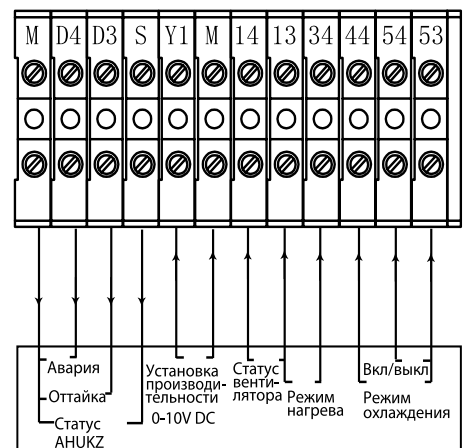 M D4 D3 S Y1 M 14 13 34 44 54 53
Авария
Оттайка
Статус
AHUKZ
Установка
производи-
тельности
0-10V DC
Статус
венти-
лятора
Режим
нагрева
Вкл/выкл
Режим
охлаждения